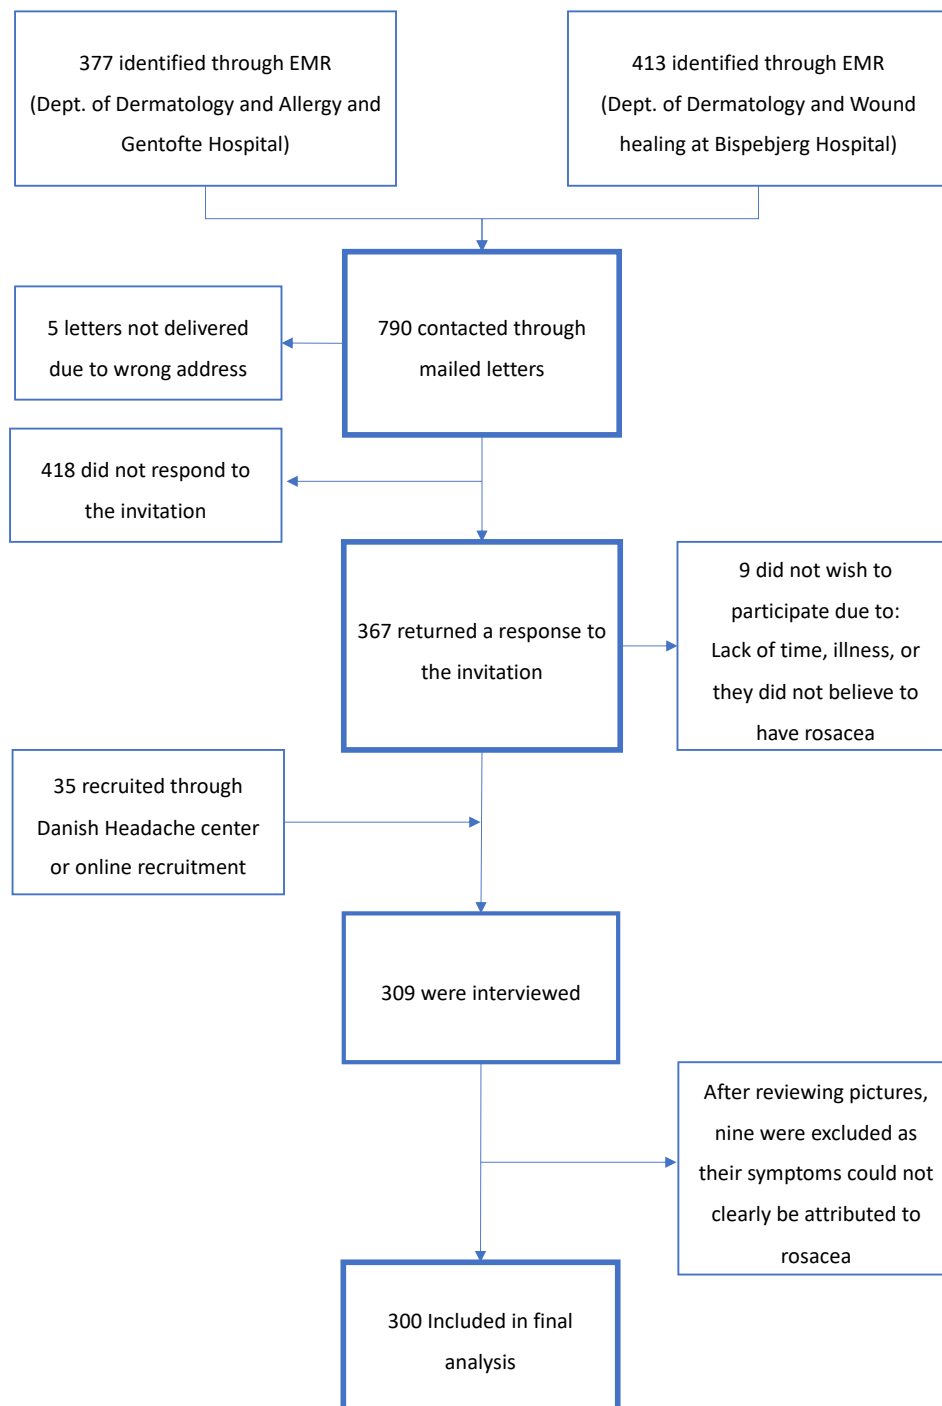 377 identified through EMR
(Dept. of Dermatology and Allergy and
Gentofte Hospital)
413 identified through EMR
(Dept. of Dermatology and Wound
healing at Bispebjerg Hospital)
790 contacted through
mailed letters
5 letters not delivered
due to wrong address
418 did not respond to
the invitation
367 returned a response to
the invitation
9 did not wish to
participate due to:
Lack of time, illness, or
they did not believe to
have rosacea
35 recruited through
Danish Headache center
or online recruitment
309 were interviewed
After reviewing pictures,
nine were excluded as
their symptoms could not
clearly be attributed to
rosacea
300 Included in final
analysis